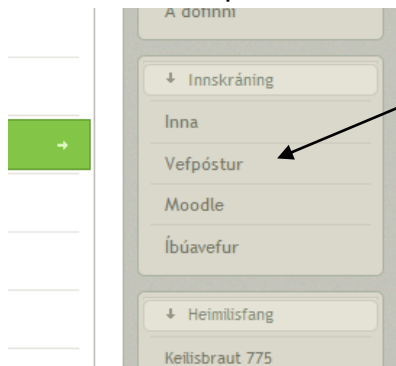 Á döfinni
Innskráning
Inna
Vefpóstur
Moodle
Íbúavefur
Heimilisfang
Keilisbraut 775